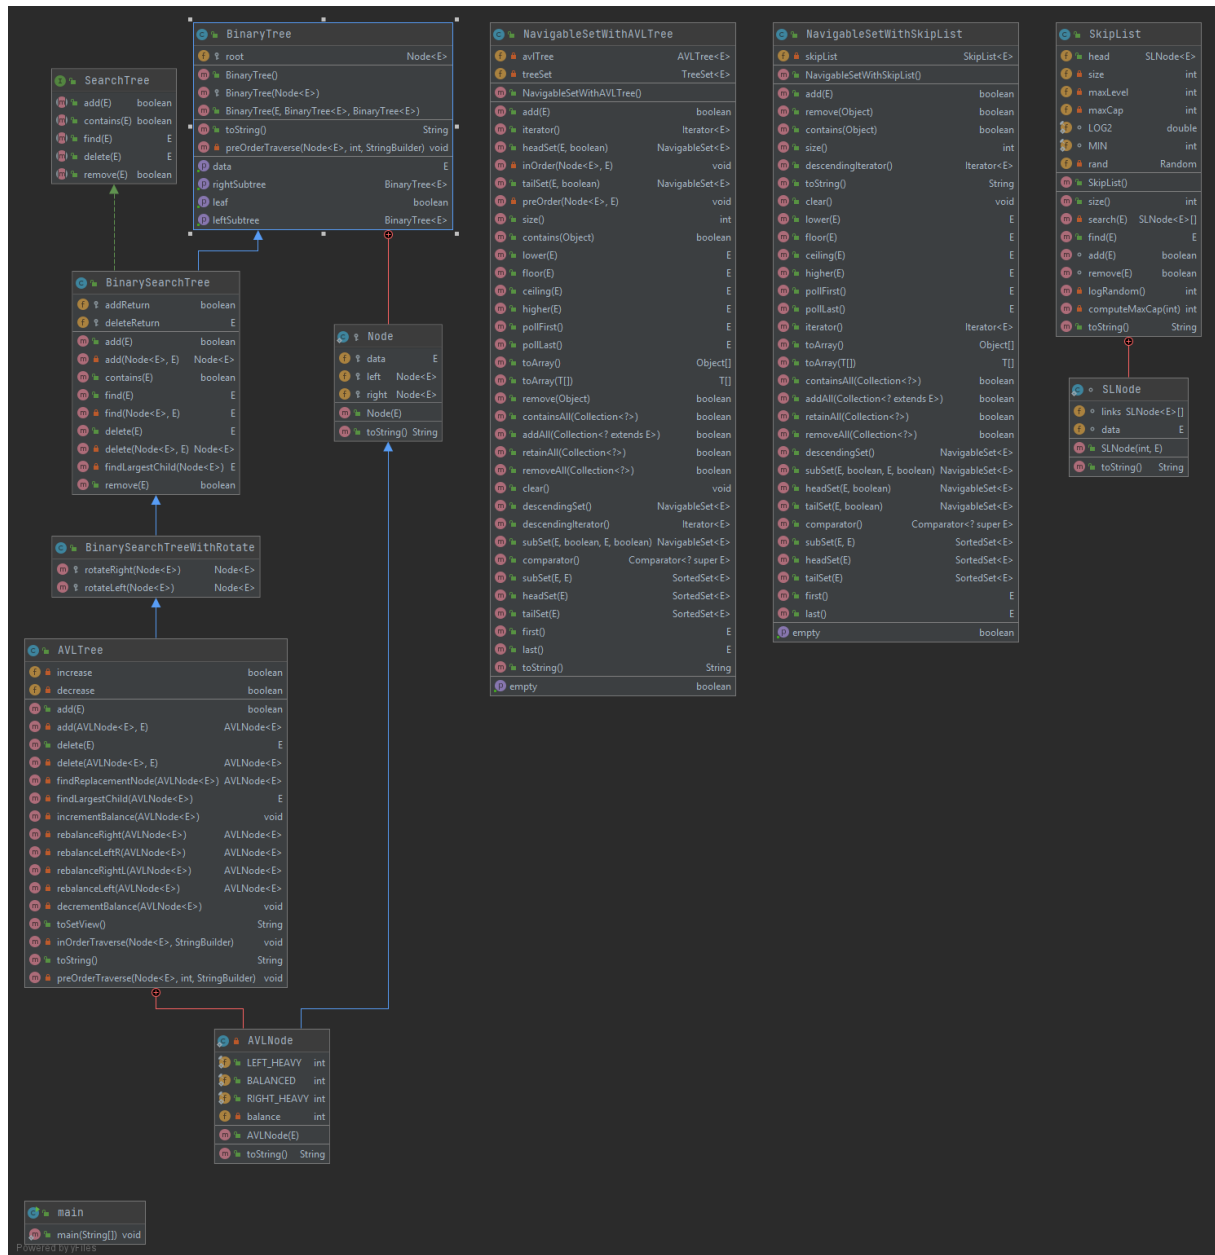 BinaryTree
root Node<E>
BinaryTree()
BinaryTree(Node<E>)
BinaryTree(E, BinaryTree<E>, BinaryTree<E>)
toString() String
preOrderTraverse(Node<E>, int, StringBuilder) void
data E
rightSubtree BinaryTree<E>
leaf boolean
leftSubtree BinaryTree<E>
SearchTree
add(E) boolean
contains(E) boolean
find(E) E
delete(E) E
remove(E) boolean
BinarySearchTree
addReturn boolean
deleteReturn E
add(E) boolean
add(Node<E>, E) Node<E>
contains(E) boolean
find(E) E
find(Node<E>, E) E
delete(E) E
delete(Node<E>, E) Node<E>
findLargestChild(Node<E>) E
remove(E) boolean
Node
data E
left Node<E>
right Node<E>
Node(E)
toString() String
BinarySearchTreeWithRotate
rotateRight(Node<E>) Node<E>
rotateLeft(Node<E>) Node<E>
AVLTree
increase boolean
decrease boolean
add(E) boolean
add(AVLNode<E>, E) AVLNode<E>
delete(E) E
delete(AVLNode<E>, E) AVLNode<E>
findReplacementNode(AVLNode<E>) AVLNode<E>
findLargestChild(AVLNode<E>) E
incrementBalance(AVLNode<E>) void
rebalanceRight(AVLNode<E>) AVLNode<E>
rebalanceLeftR(AVLNode<E>) AVLNode<E>
rebalanceRightL(AVLNode<E>) AVLNode<E>
rebalanceLeft(AVLNode<E>) AVLNode<E>
decrementBalance(AVLNode<E>) void
toSetView() String
inOrderTraverse(Node<E>, StringBuilder) void
toString() String
preOrderTraverse(Node<E>, int, StringBuilder) void
AVLNode
LEFT_HEAVY int
BALANCED int
RIGHT_HEAVY int
balance int
AVLNode(E)
toString() String
main
main(String[]) void
Powered by yFiles
NavigableSetWithAVLTree
avlTree AVLTree<E>
treeSet TreeSet<E>
NavigableSetWithAVLTree()
add(E) boolean
iterator() Iterator<E>
headSet(E, boolean) NavigableSet<E>
inOrder(Node<E>, E) void
tailSet(E, boolean) NavigableSet<E>
preOrder(Node<E>, E) void
size() int
contains(Object) boolean
lower(E) E
floor(E) E
ceiling(E) E
higher(E) E
pollFirst() E
pollLast() E
toArray() Object[]
toArray(T[]) T[]
remove(Object) boolean
containsAll(Collection<?>) boolean
addAll(Collection<? extends E>) boolean
retainAll(Collection<?>) boolean
removeAll(Collection<?>) boolean
clear() void
descendingSet() NavigableSet<E>
descendingIterator() Iterator<E>
subSet(E, boolean, E, boolean) NavigableSet<E>
comparator() Comparator<? super E>
subSet(E, E) SortedSet<E>
headSet(E) SortedSet<E>
tailSet(E) SortedSet<E>
first() E
last() E
toString() String
empty boolean
NavigableSetWithSkipList
skipList SkipList<E>
NavigableSetWithSkipList()
add(E) boolean
remove(Object) boolean
contains(Object) boolean
size() int
descendingIterator() Iterator<E>
toString() String
clear() void
lower(E) E
floor(E) E
ceiling(E) E
higher(E) E
pollFirst() E
pollLast() E
iterator() Iterator<E>
toArray() Object[]
toArray(T[]) T[]
containsAll(Collection<?>) boolean
addAll(Collection<? extends E>) boolean
retainAll(Collection<?>) boolean
removeAll(Collection<?>) boolean
descendingSet() NavigableSet<E>
subSet(E, boolean, E, boolean) NavigableSet<E>
headSet(E, boolean) NavigableSet<E>
tailSet(E, boolean) NavigableSet<E>
comparator() Comparator<? super E>
subSet(E, E) SortedSet<E>
headSet(E) SortedSet<E>
tailSet(E) SortedSet<E>
first() E
last() E
empty boolean
SkipList
head SLNode<E>
size int
maxLevel int
maxCap int
LOG2 double
MIN int
rand Random
SkipList()
size() int
search(E) SLNode<E>[]
find(E) E
add(E) boolean
remove(E) boolean
logRandom() int
computeMaxCap(int) int
toString() String
SLNode
links SLNode<E>[]
data E
SLNode(int, E)
toString() String